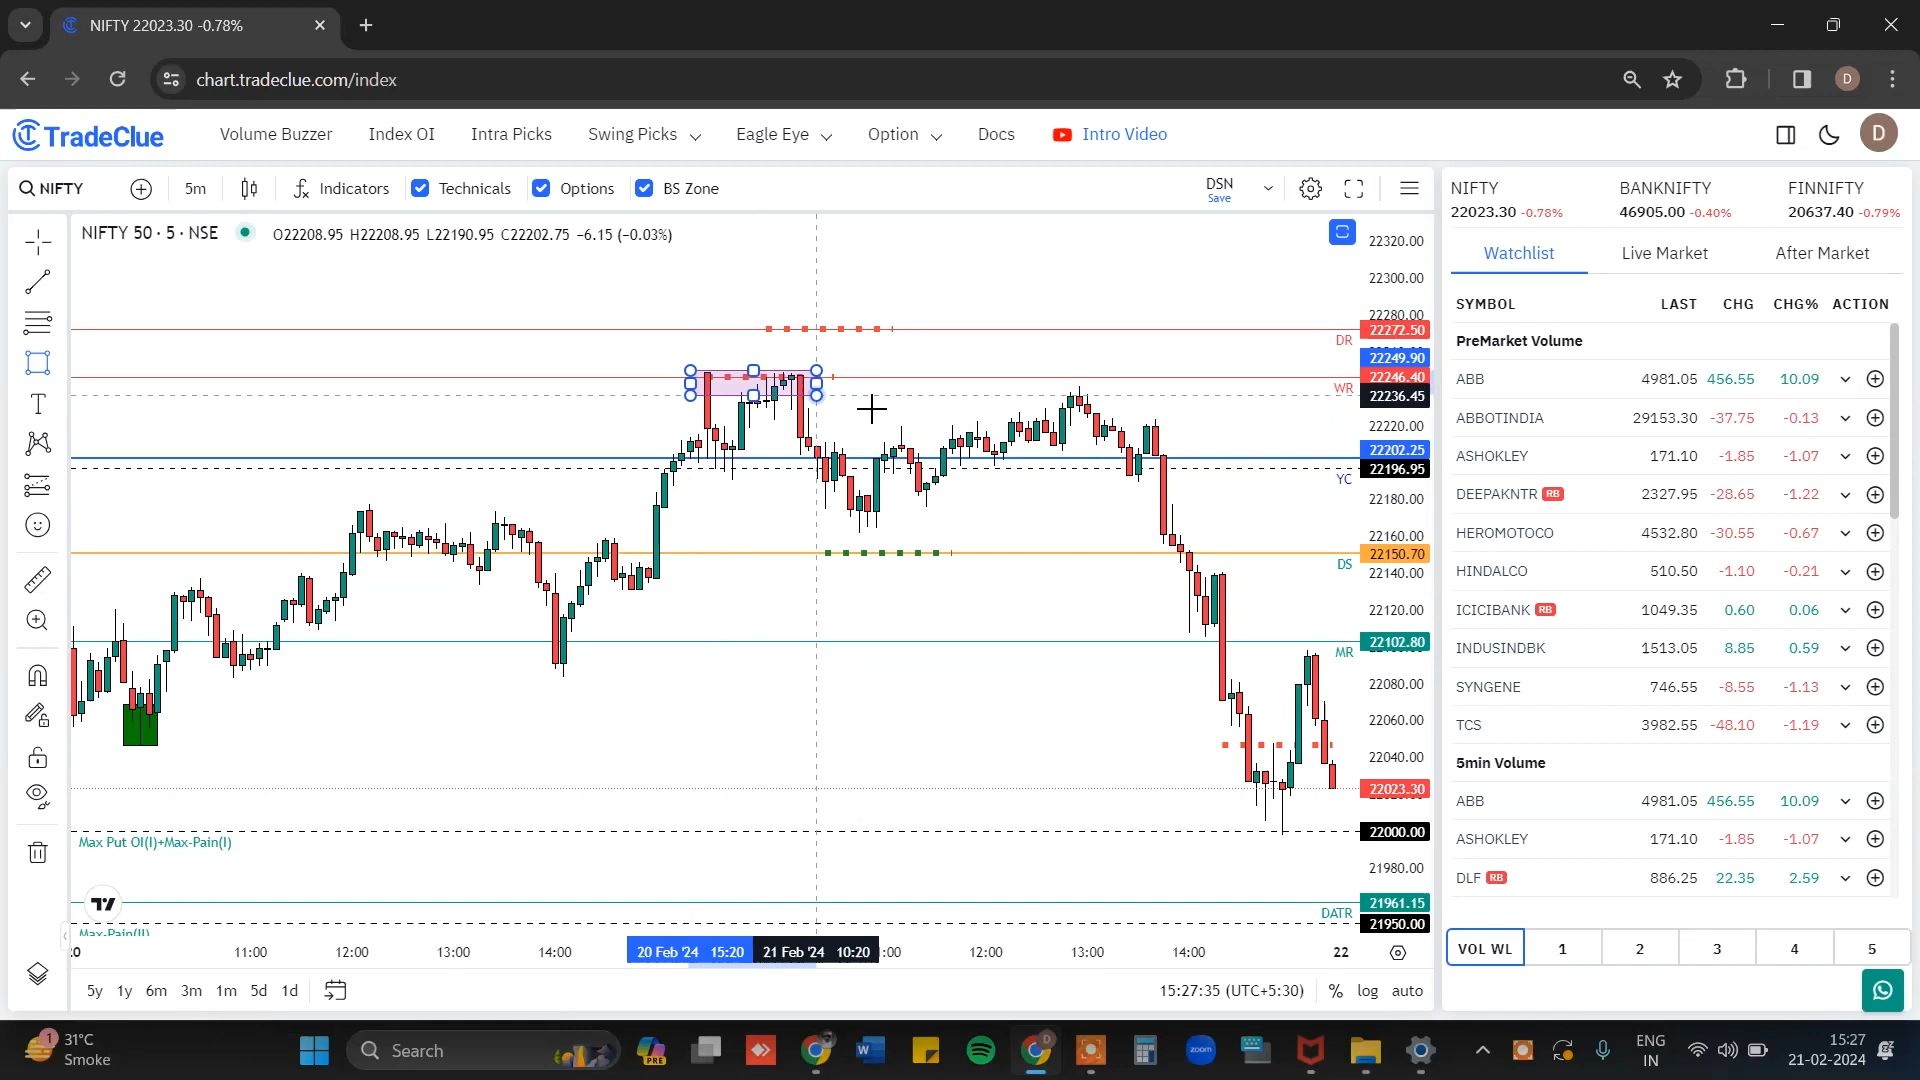 NIFTY 22023.30 -0.78%
chart.tradeclue.com/index
D
TradeClue
Volume Buzzer
Index OI
Intra Picks
Swing Picks
Eagle Eye
Option
Docs
Intro Video
D
NIFTY
5m
Indicators
Technicals
Options
BS Zone
DSN
Save
NIFTY 50 · 5 · NSE
O22208.95 H22208.95 L22190.95 C22202.75 −6.15 (−0.03%)
22320.00
22300.00
22280.00
22272.50
DR
22249.90
22246.40
WR
22236.45
22220.00
22202.25
22196.95
YC
22180.00
22160.00
22150.70
DS
22140.00
22120.00
22102.80
MR
22080.00
22060.00
22040.00
22023.30
22000.00
Max Put OI(I)+Max-Pain(I)
21980.00
21961.15
DATR
21950.00
Max-Pain(II)
11:00
12:00
13:00
14:00
20 Feb '24 15:20
21 Feb '24 10:20
12:00
13:00
14:00
22
5y 1y 6m 3m 1m 5d 1d
15:27:35 (UTC+5:30)
% log auto
NIFTY
22023.30 -0.78%
BANKNIFTY
46905.00 -0.40%
FINNIFTY
20637.40 -0.79%
Watchlist
Live Market
After Market
SYMBOL LAST CHG CHG% ACTION
PreMarket Volume
ABB 4981.05 456.55 10.09
ABBOTINDIA 29153.30 -37.75 -0.13
ASHOKLEY 171.10 -1.85 -1.07
DEEPAKNTR RB 2327.95 -28.65 -1.22
HEROMOTOCO 4532.80 -30.55 -0.67
HINDALCO 510.50 -1.10 -0.21
ICICIBANK RB 1049.35 0.60 0.06
INDUSINDBK 1513.05 8.85 0.59
SYNGENE 746.55 -8.55 -1.13
TCS 3982.55 -48.10 -1.19
5min Volume
ABB 4981.05 456.55 10.09
ASHOKLEY 171.10 -1.85 -1.07
DLF RB 886.25 22.35 2.59
VOL WL 1 2 3 4 5
1
31°C
Smoke
Search
PRE
zoom
ENG
IN
15:27
21-02-2024